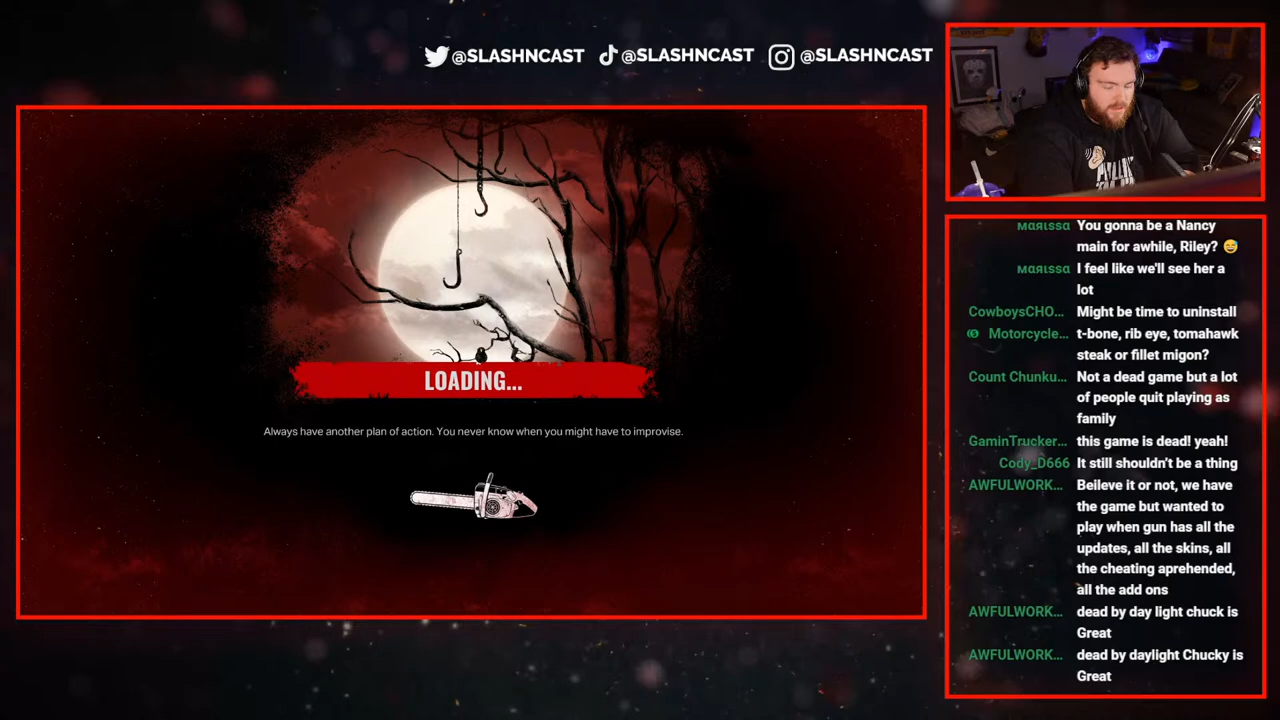 @SLASHNCAST @SLASHNCAST @SLASHNCAST
LOADING...
Always have another plan of action. You never know when you might have to improvise.
мαяιѕѕα You gonna be a Nancy
main for awhile, Riley? 😅
мαяιѕѕα I feel like we'll see her a
lot
CowboysCHO... Might be time to uninstall
Motorcycle... t-bone, rib eye, tomahawk
steak or fillet migon?
Count Chunku... Not a dead game but a lot
of people quit playing as
family
GaminTrucker... this game is dead! yeah!
Cody_D666 It still shouldn't be a thing
AWFULWORK... Beileve it or not, we have
the game but wanted to
play when gun has all the
updates, all the skins, all
the cheating aprehended,
all the add ons
AWFULWORK... dead by day light chuck is
Great
AWFULWORK... dead by daylight Chucky is
Great